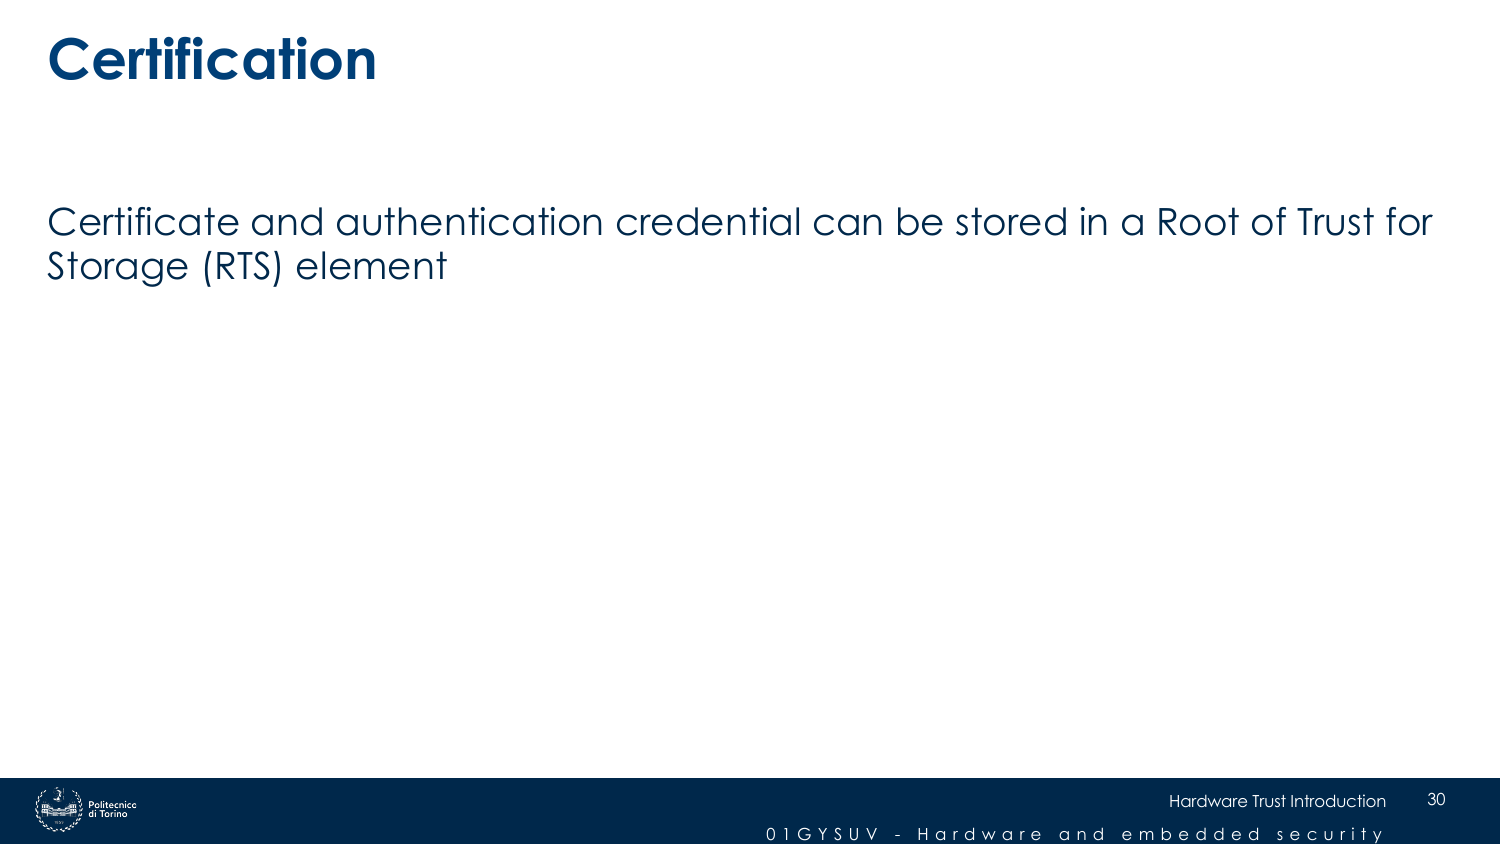 Certification
Certificate and authentication credential can be stored in a Root of Trust for
Storage (RTS) element
Politecnico
di Torino
Hardware Trust Introduction
30
01GYSUV - Hardware and embedded security